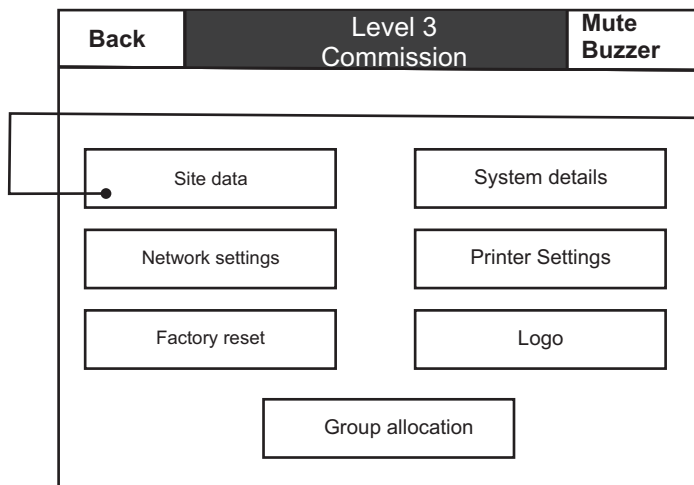 Back
Level 3
Commission
Mute
Buzzer
Site data
System details
Network settings
Printer Settings
Factory reset
Logo
Group allocation